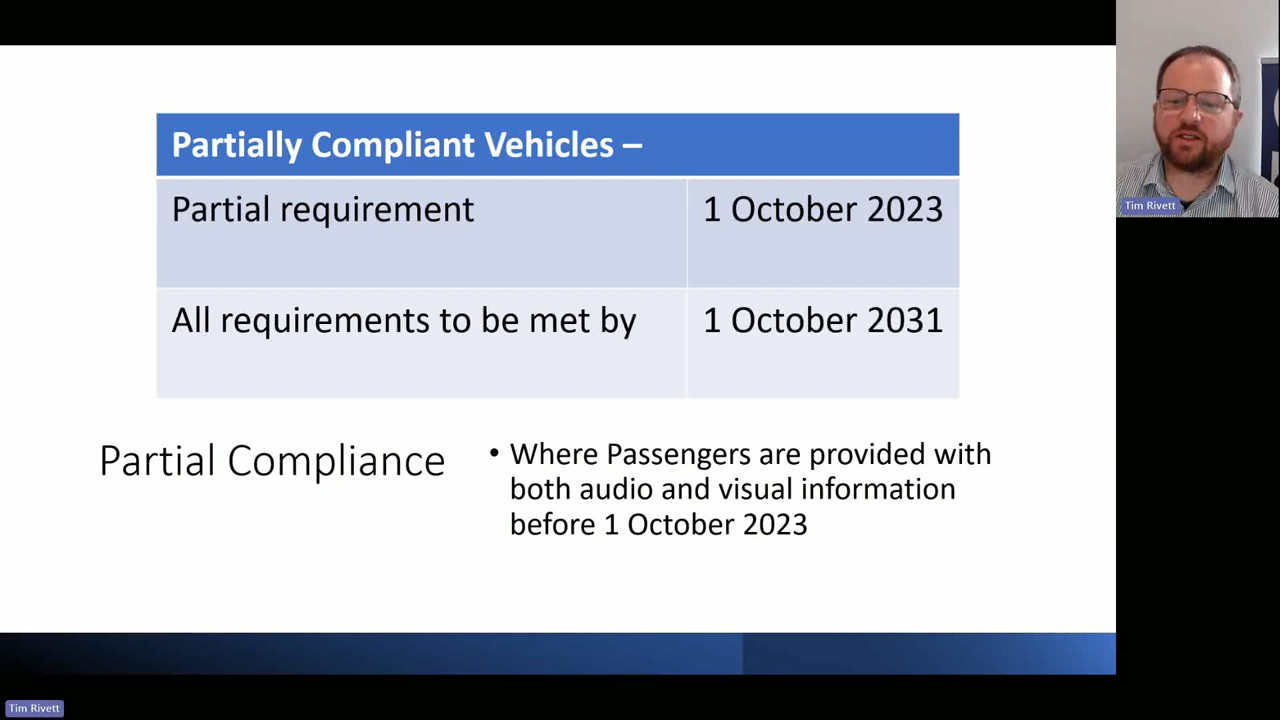 Partially Compliant Vehicles –
Partial requirement
1 October 2023
All requirements to be met by
1 October 2031
Partial Compliance
• Where Passengers are provided with
both audio and visual information
before 1 October 2023
Tim Rivett
Tim Rivett